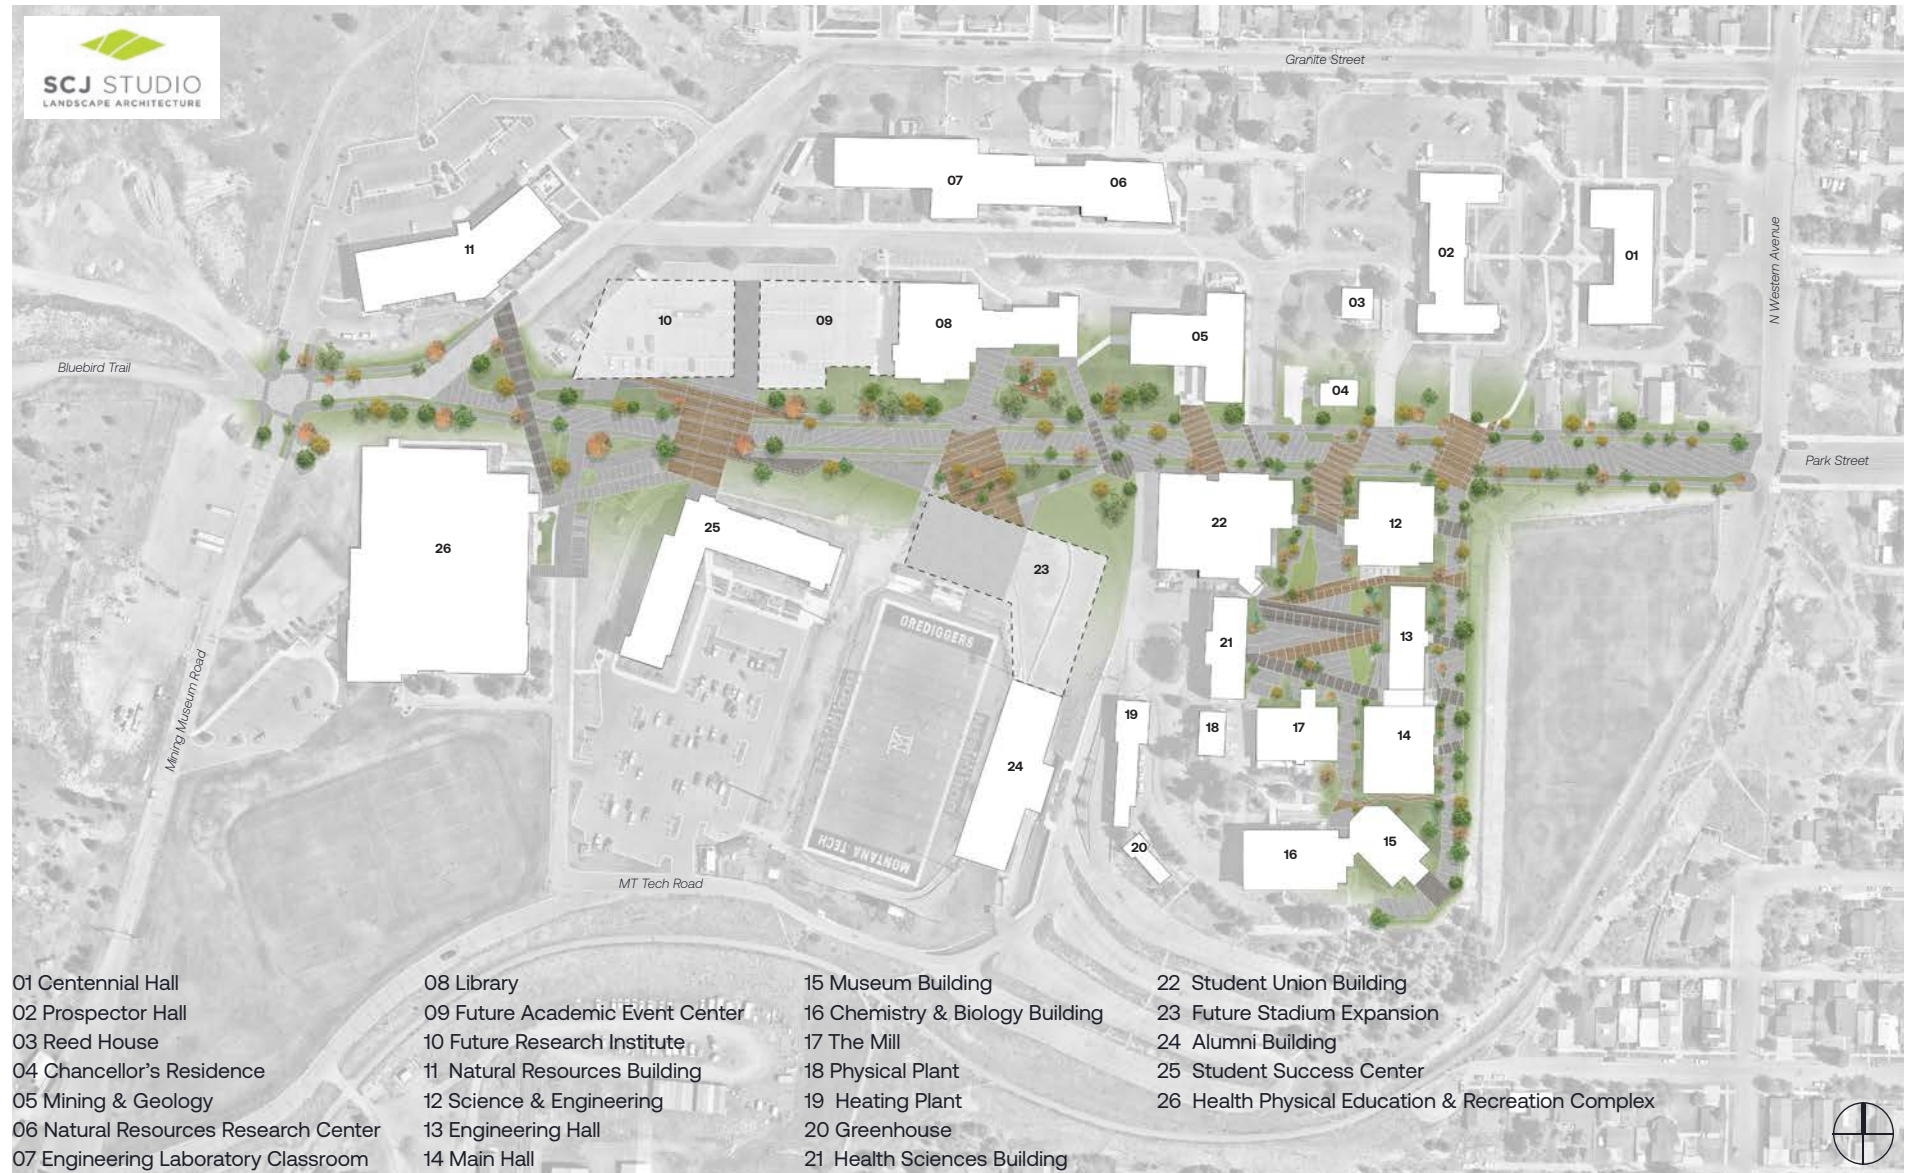 SCJ STUDIO
LANDSCAPE ARCHITECTURE
Granite Street
N Western Avenue
Park Street
Bluebird Trail
Mining Museum Road
MT Tech Road
07
06
11
02
01
03
10
09
08
05
04
26
25
23
22
12
21
13
OREDIGGERS
M
MONTANA TECH
24
19
18
17
14
20
16
15
01 Centennial Hall
02 Prospector Hall
03 Reed House
04 Chancellor's Residence
05 Mining & Geology
06 Natural Resources Research Center
07 Engineering Laboratory Classroom
08 Library
09 Future Academic Event Center
10 Future Research Institute
11 Natural Resources Building
12 Science & Engineering
13 Engineering Hall
14 Main Hall
15 Museum Building
16 Chemistry & Biology Building
17 The Mill
18 Physical Plant
19 Heating Plant
20 Greenhouse
21 Health Sciences Building
22 Student Union Building
23 Future Stadium Expansion
24 Alumni Building
25 Student Success Center
26 Health Physical Education & Recreation Complex